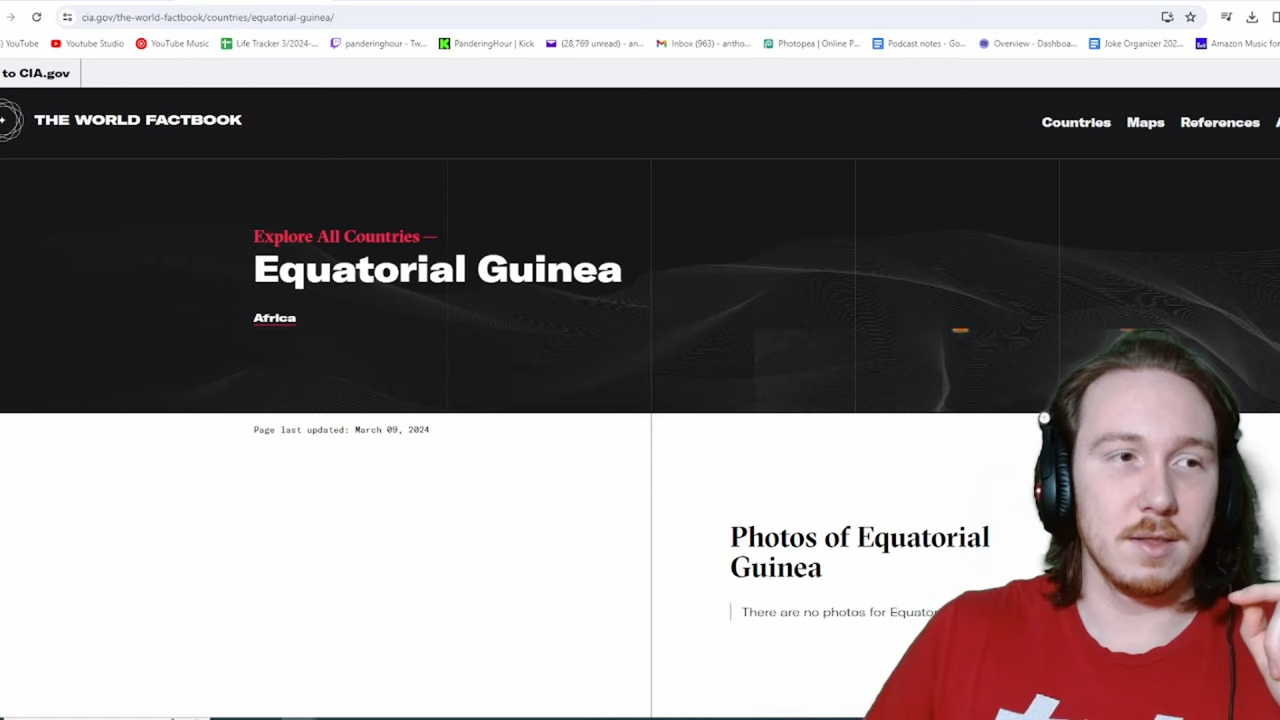 cia.gov/the-world-factbook/countries/equatorial-guinea/
YouTube
Youtube Studio
YouTube Music
Life Tracker 3/2024-...
panderinghour - Tw...
PanderingHour | Kick
(28,769 unread) - an...
Inbox (963) - antho...
Photopea | Online P...
Podcast notes - Go...
Overview - Dashboa...
Joke Organizer 202...
Amazon Music for
to CIA.gov
THE WORLD FACTBOOK
Countries
Maps
References
Explore All Countries —
Equatorial Guinea
Africa
Page last updated: March 09, 2024
Photos of Equatorial
Guinea
There are no photos for